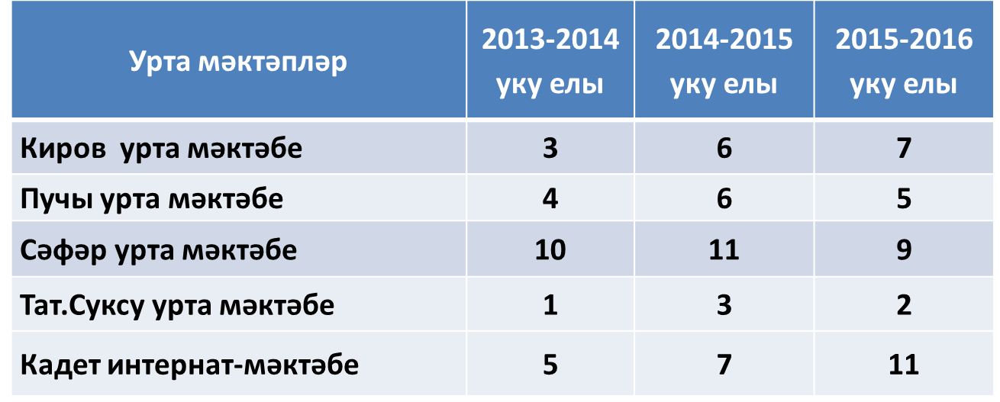 Урта мәктәпләр
2013-2014
уку елы
2014-2015
уку елы
2015-2016
уку елы
Киров урта мәктәбе 3 6 7
Пучы урта мәктәбе 4 6 5
Сәфәр урта мәктәбе 10 11 9
Тат.Суксу урта мәктәбе 1 3 2
Кадет интернат-мәктәбе 5 7 11